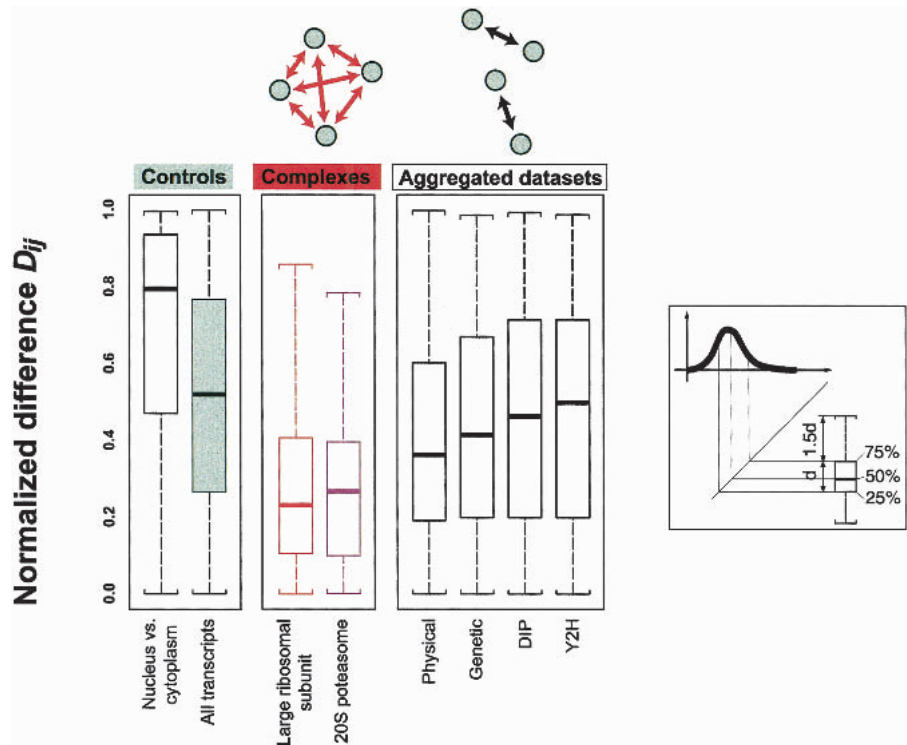 Controls
Complexes
Aggregated datasets
Normalized difference Dij
1.0
0.8
0.6
0.4
0.2
0.0
Nucleus vs.
cytoplasm
All transcripts
Large ribosomal
subunit
20S poteasome
Physical
Genetic
DIP
Y2H
1.5d
d
75%
50%
25%